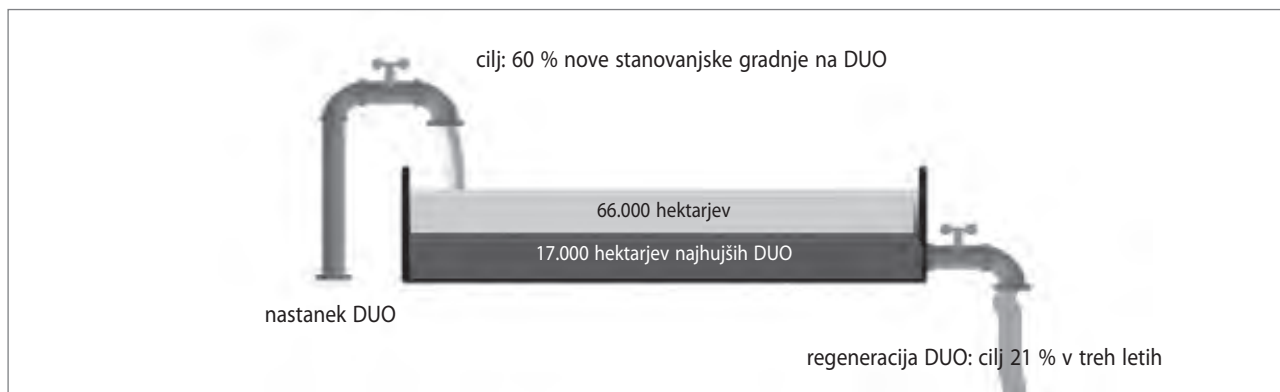 cilj: 60 % nove stanovanjske gradnje na DUO
66.000 hektarjev
17.000 hektarjev najhujših DUO
nastanek DUO
regeneracija DUO: cilj 21 % v treh letih